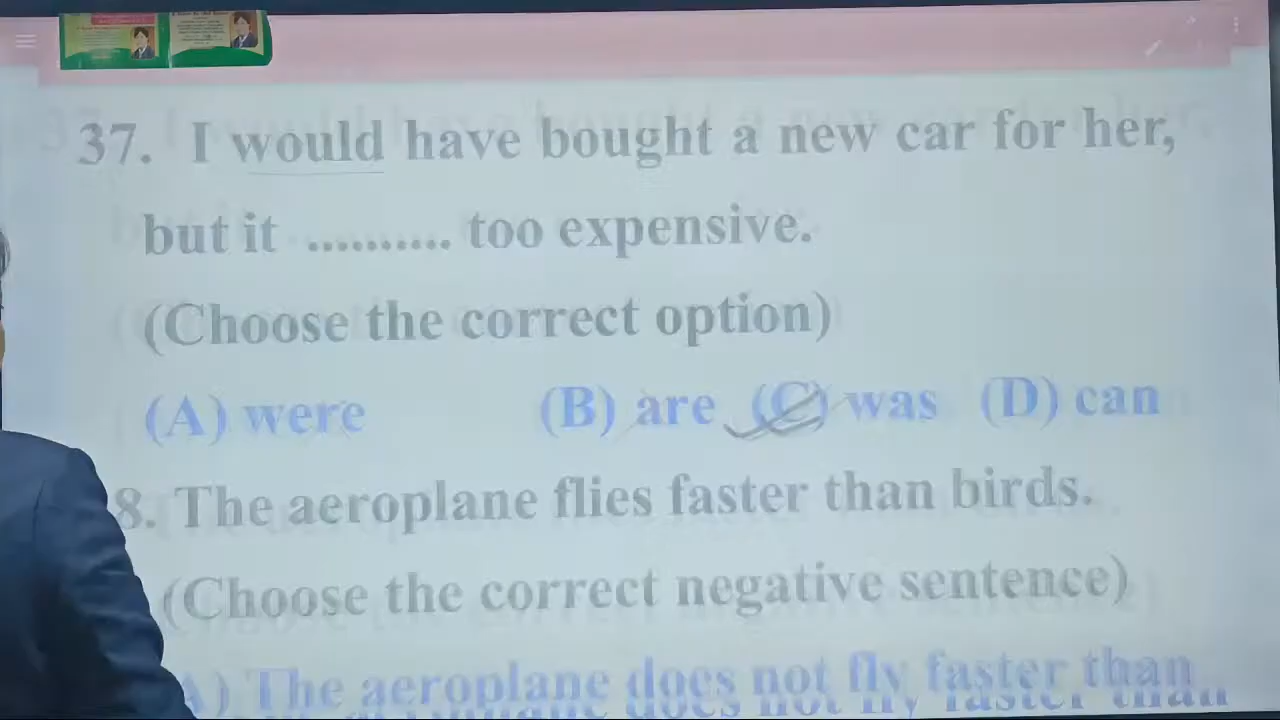 37. I would have bought a new car for her,
but it .......... too expensive.
(Choose the correct option)
(A) were (B) are (C) was (D) can
8. The aeroplane flies faster than birds.
(Choose the correct negative sentence)
A) The aeroplane does not fly faster than